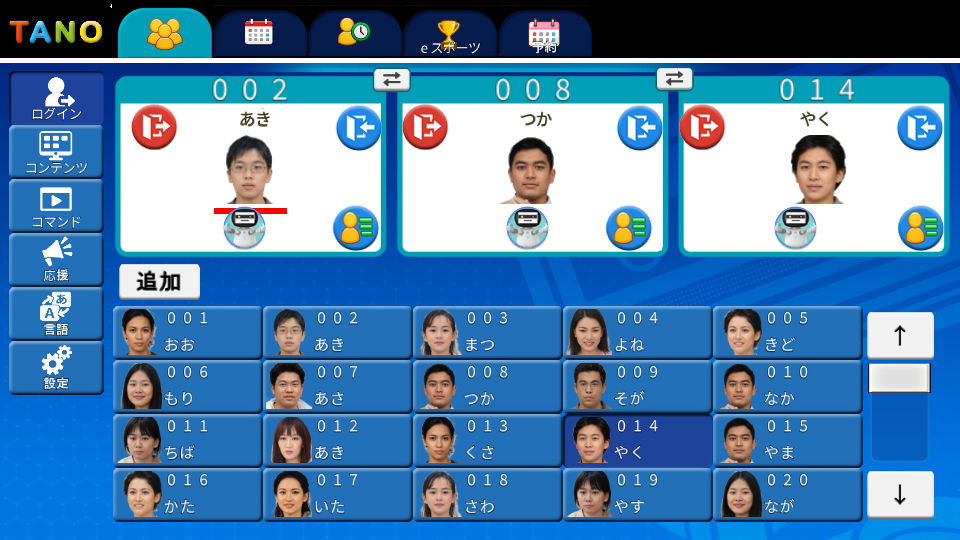 TANO
eスポーツ
予約
ログイン
コンテンツ
コマンド
応援
言語
設定
002
あき
008
つか
014
やく
追加
001
おお
002
あき
003
まつ
004
よね
005
きど
006
もり
007
あさ
008
つか
009
そが
010
なか
011
ちば
012
あき
013
くさ
014
やく
015
やま
016
かた
017
いた
018
さわ
019
やす
020
なが
↑
↓